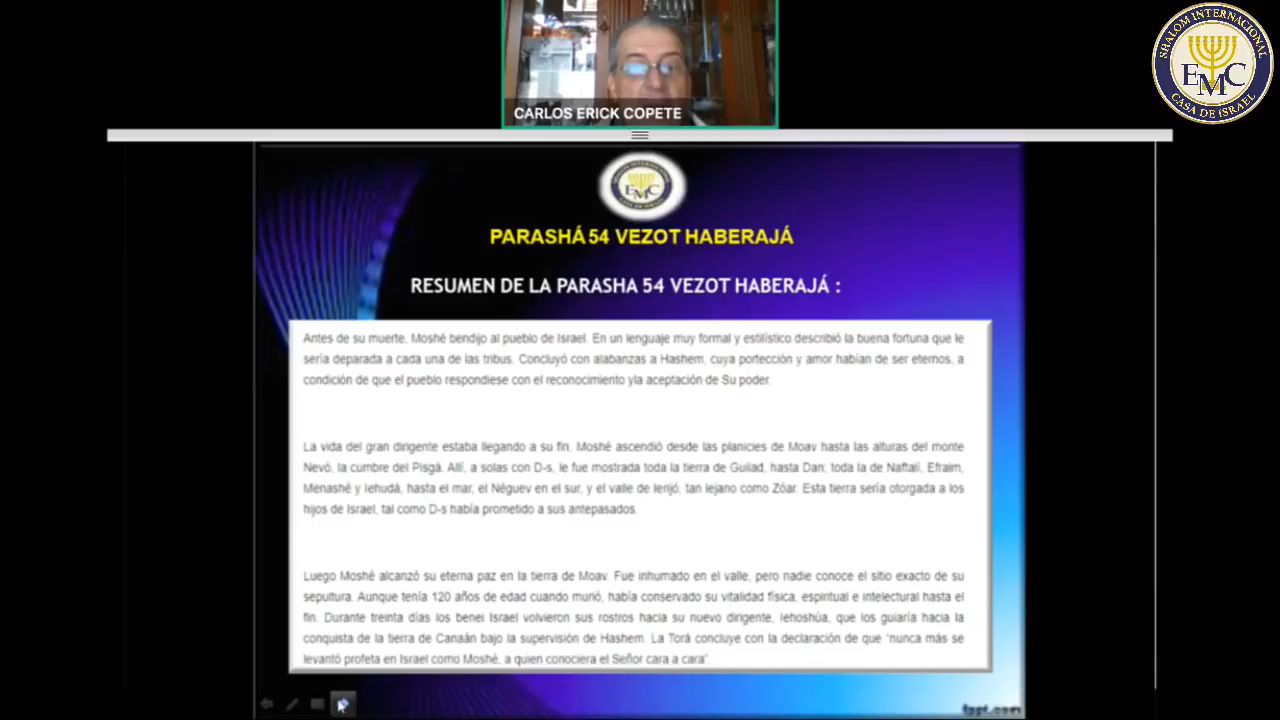 SHALOM INTERNACIONAL
EMC
CASA DE ISRAEL
CARLOS ERICK COPETE
SHALOM INTERNACIONAL
EMC
CASA DE ISRAEL
PARASHÁ 54 VEZOT HABERAJÁ
RESUMEN DE LA PARASHA 54 VEZOT HABERAJÁ :
Antes de su muerte, Moshé bendijo al pueblo de Israel. En un lenguaje muy formal y estilístico describió la buena fortuna que le
sería deparada a cada una de las tribus. Concluyó con alabanzas a Hashem, cuya portección y amor habían de ser eternos, a
condición de que el pueblo respondiese con el reconocimiento yla aceptación de Su poder.
La vida del gran dirigente estaba llegando a su fin. Moshé ascendió desde las planicies de Moav hasta las alturas del monte
Nevó, la cumbre del Pisgá. Allí, a solas con D-s, le fue mostrada toda la tierra de Guilad, hasta Dan; toda la de Naftalí, Efraim,
Menashé y Iehudá, hasta el mar, el Néguev en el sur, y el valle de Ierijó, tan lejano como Zóar. Esta tierra sería otorgada a los
hijos de Israel, tal como D-s había prometido a sus antepasados.
Luego Moshé alcanzó su eterna paz en la tierra de Moav. Fue inhumado en el valle, pero nadie conoce el sitio exacto de su
sepultura. Aunque tenía 120 años de edad cuando murió, había conservado su vitalidad física, espiritual e intelectural hasta el
fin. Durante treinta días los benei Israel volvieron sus rostros hacia su nuevo dirigente, Iehoshúa, que los guiaría hacia la
conquista de la tierra de Canaán bajo la supervisión de Hashem. La Torá concluye con la declaración de que "nunca más se
levantó profeta en Israel como Moshé, a quien conociera el Señor cara a cara"
fppt.com